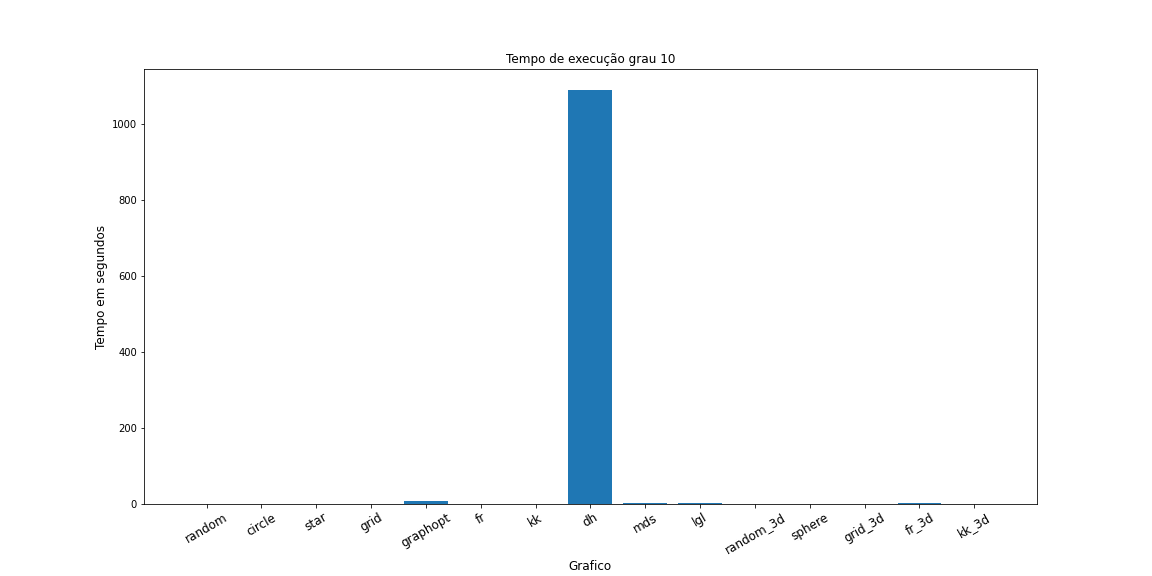 Tempo de execução grau 10
Tempo em segundos
1000
800
600
400
200
0
random circle star grid graphopt fr kk dh mds lgl random_3d sphere grid_3d fr_3d kk_3d
Grafico